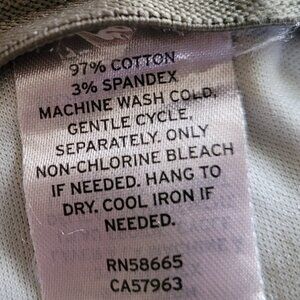 97% COTTON
3% SPANDEX
MACHINE WASH COLD,
GENTLE CYCLE,
SEPARATELY. ONLY
NON-CHLORINE BLEACH
IF NEEDED. HANG TO
DRY. COOL IRON IF
NEEDED.
RN58665
CA57963